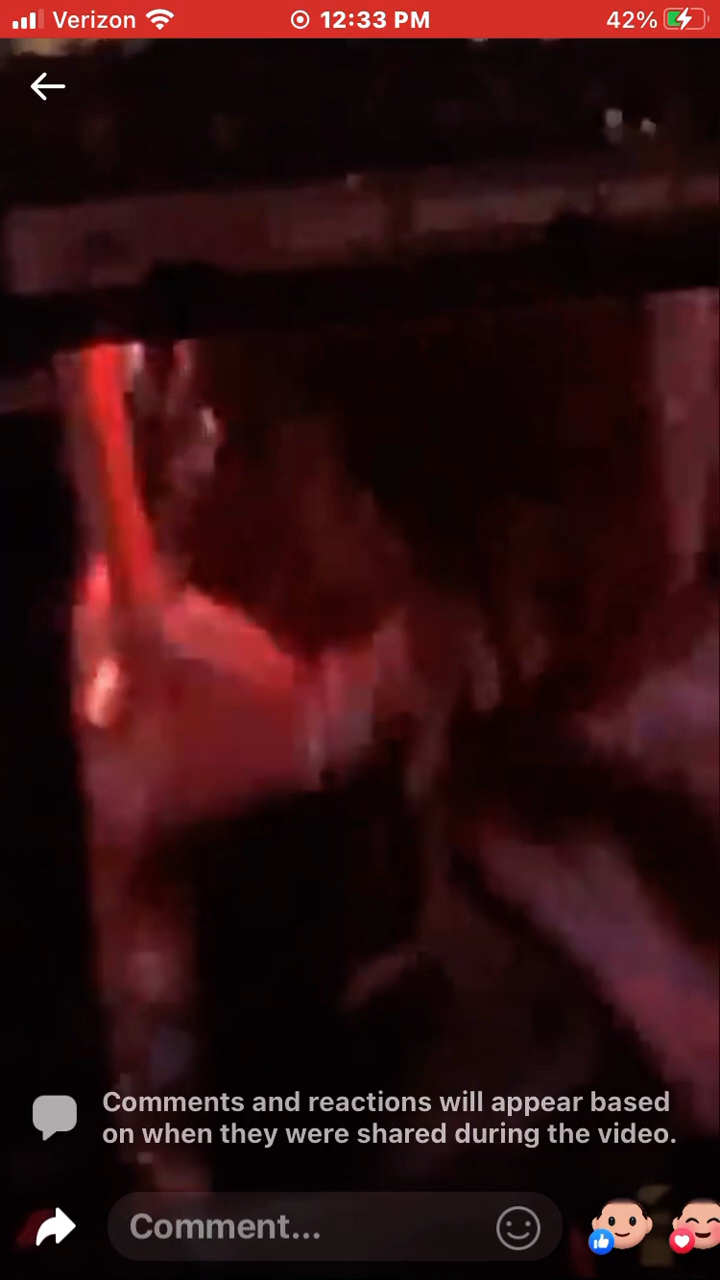 Verizon 12:33 PM 42%
Comments and reactions will appear based
on when they were shared during the video.
Comment...